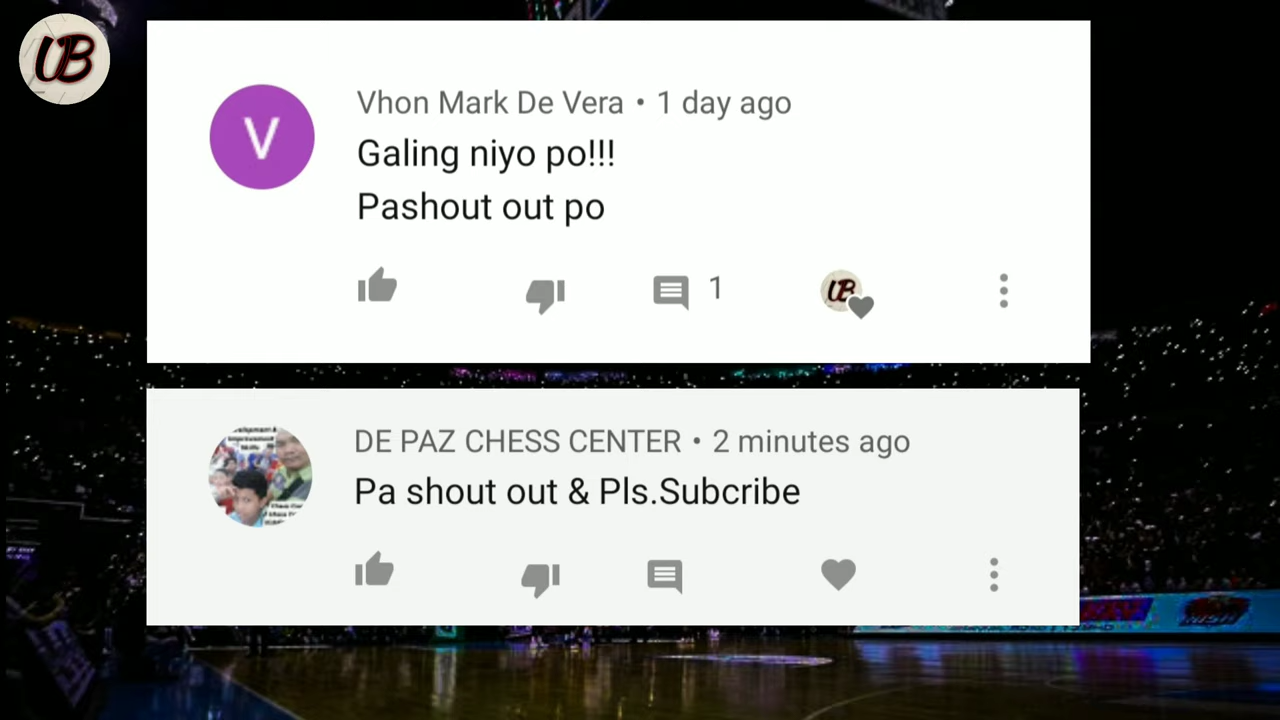 UB
Vhon Mark De Vera • 1 day ago
V
Galing niyo po!!!
Pashout out po
1
UB
DE PAZ CHESS CENTER • 2 minutes ago
Pa shout out & Pls.Subcribe